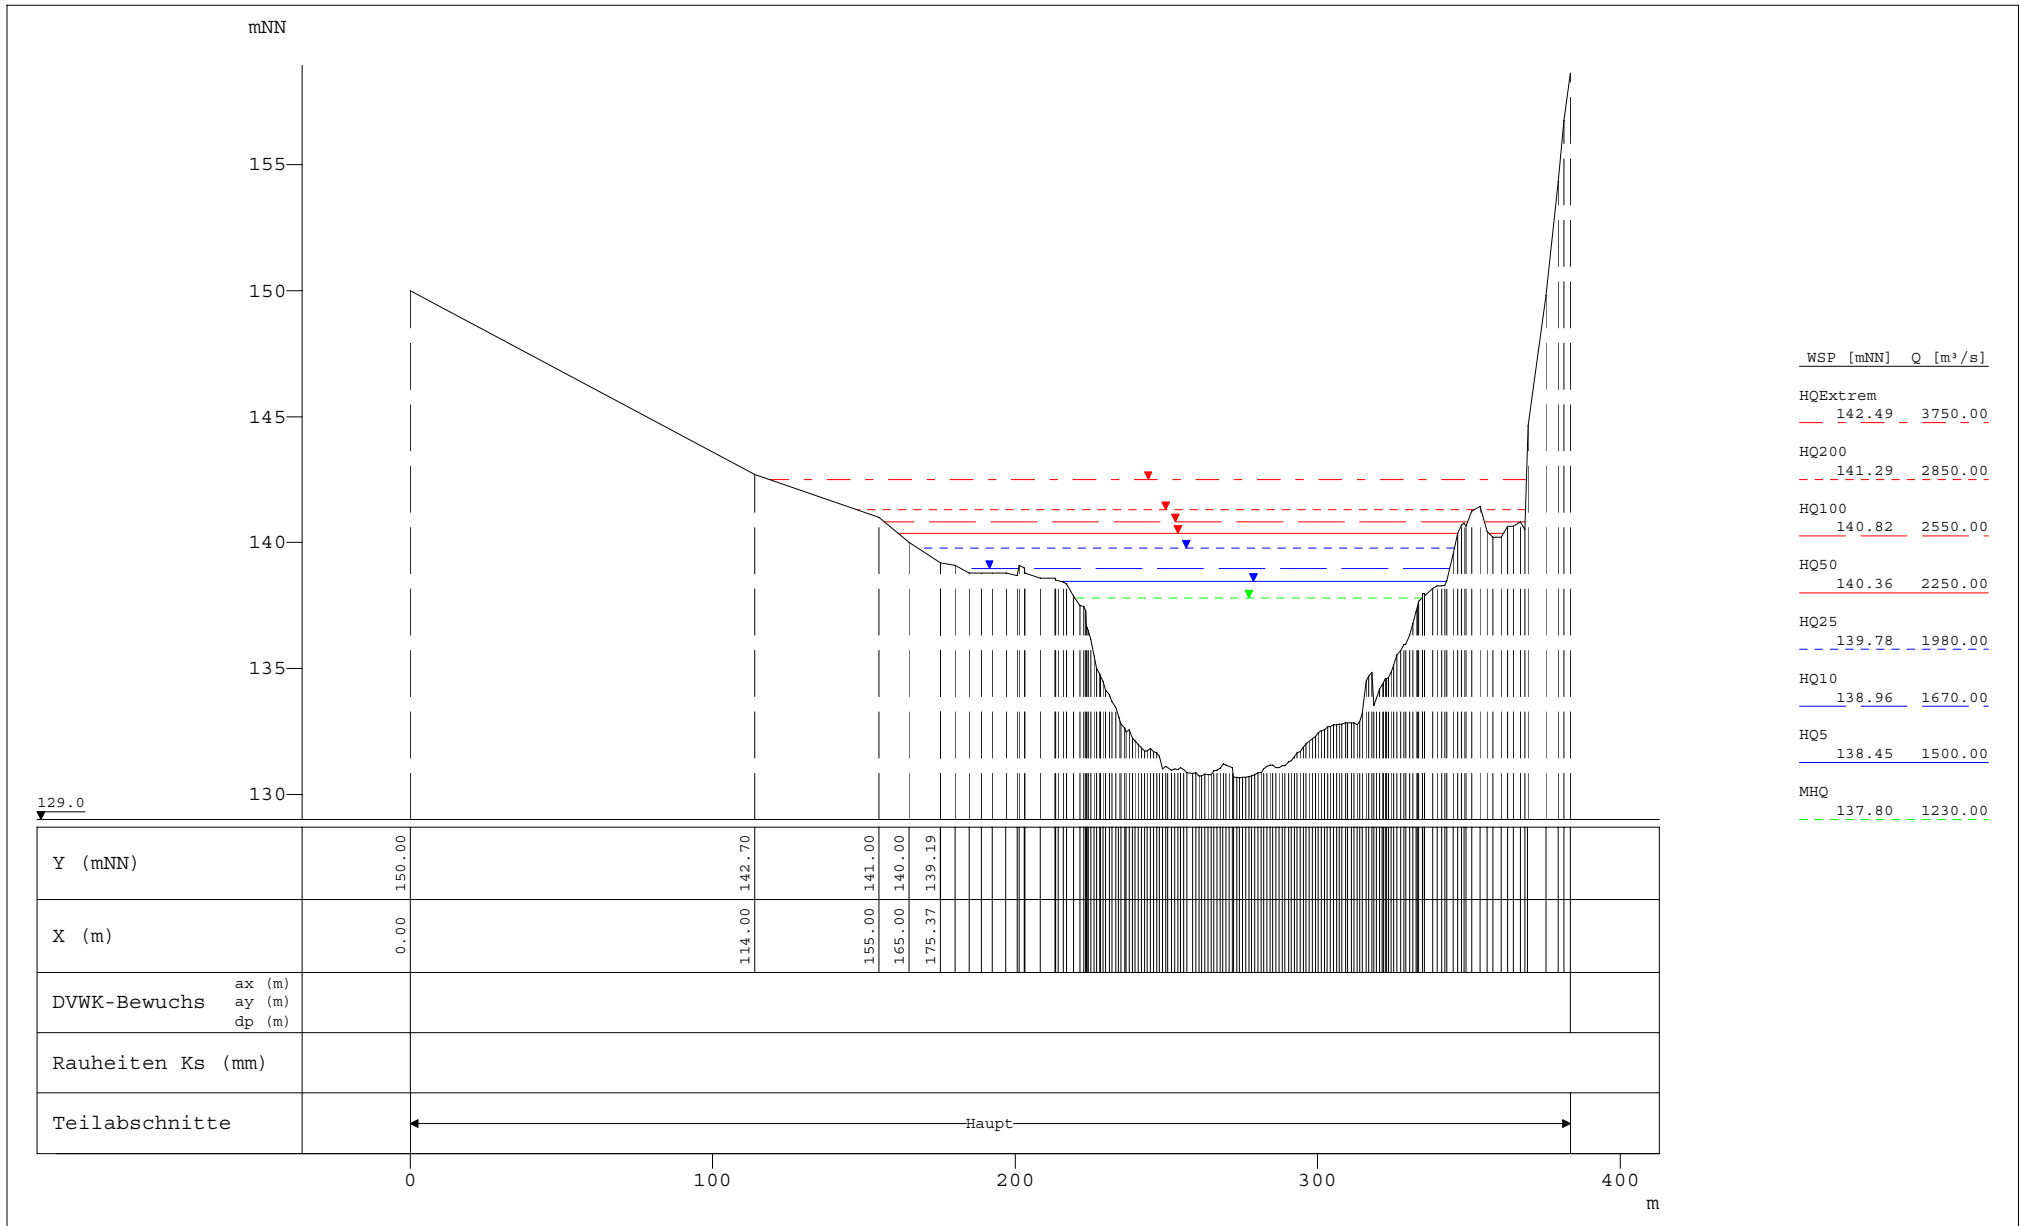 mNN
155
150
145
140
135
130
129.0
WSP [mNN] Q [m³/s]
HQExtrem
142.49 3750.00
HQ200
141.29 2850.00
HQ100
140.82 2550.00
HQ50
140.36 2250.00
HQ25
139.78 1980.00
HQ10
138.96 1670.00
HQ5
138.45 1500.00
MHQ
137.80 1230.00
Y (mNN) 150.00 142.70 141.00 140.00 139.19
X (m) 0.00 114.00 155.00 165.00 175.37
DVWK-Bewuchs
ax (m)
ay (m)
dp (m)
Rauheiten Ks (mm)
Teilabschnitte Haupt
0 100 200 300 400
m